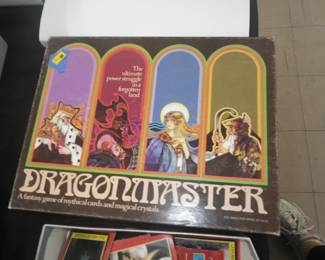 The
ultimate
power struggle
in a
forgotten
land
DRAGONMASTER
A fantasy game of mythical cards and magical crystals